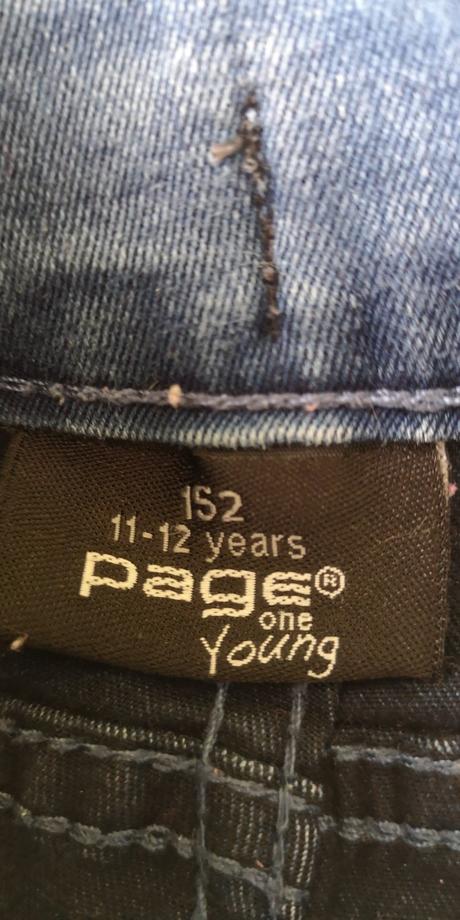 152
11-12 years
page®
one
Young